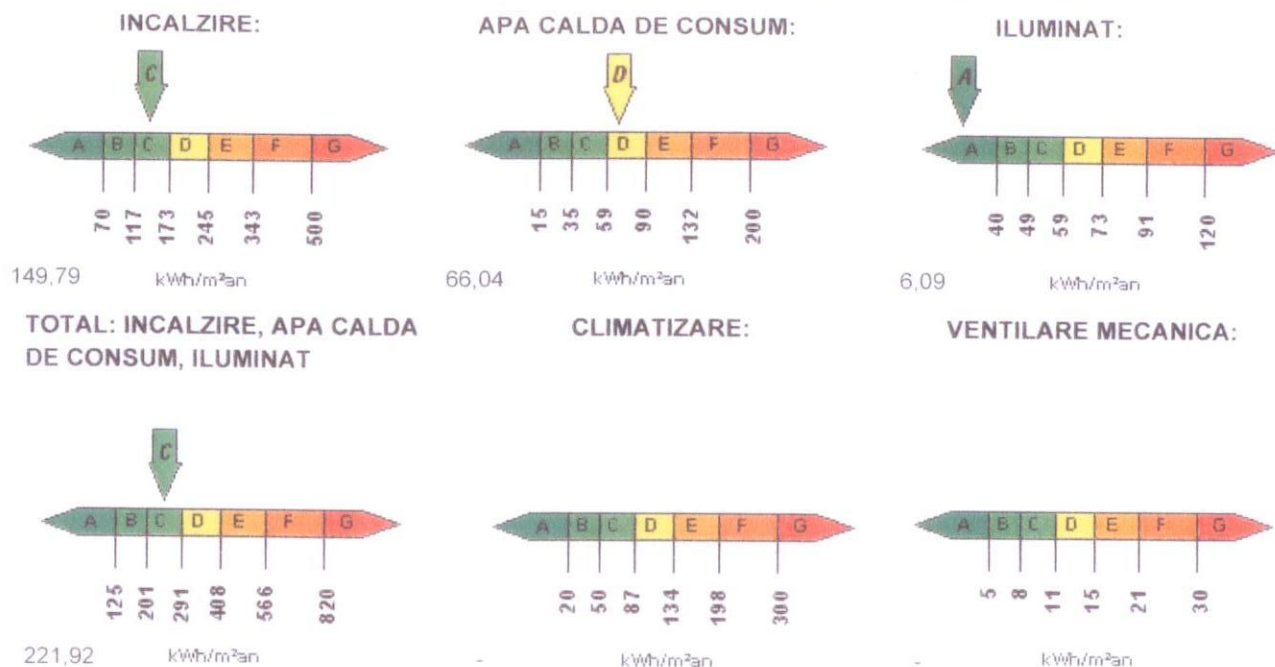 INCALZIRE:
C
A B C D E F G
70 117 173 245 343 500
149,79 kWh/m²an
APA CALDA DE CONSUM:
D
A B C D E F G
15 35 59 90 132 200
66,04 kWh/m²an
ILUMINAT:
A
A B C D E F G
40 49 59 73 91 120
6,09 kWh/m²an
TOTAL: INCALZIRE, APA CALDA
DE CONSUM, ILUMINAT
C
A B C D E F G
125 201 291 408 566 820
221,92 kWh/m²an
CLIMATIZARE:
A B C D E F G
20 50 87 134 198 300
- kWh/m²an
VENTILARE MECANICA:
A B C D E F G
5 8 11 15 21 30
- kWh/m²an